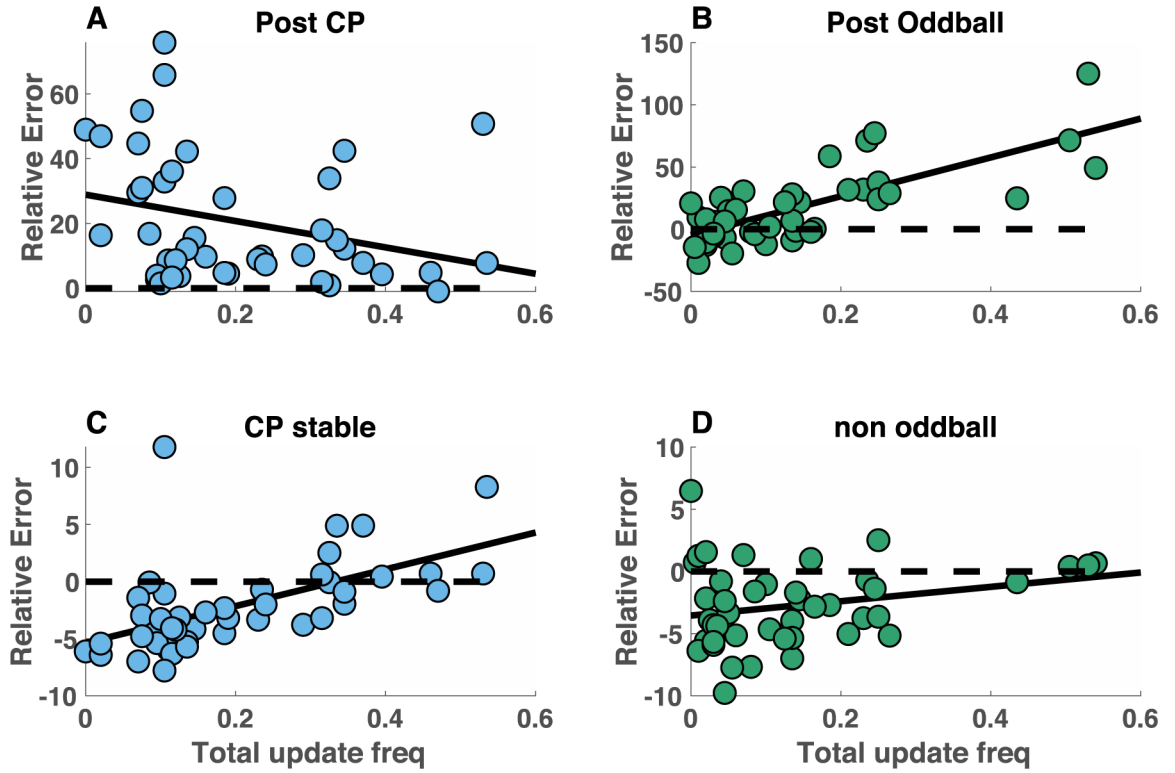 A Post CP
Relative Error
60
40
20
0
0 0.2 0.4 0.6
B Post Oddball
Relative Error
150
100
50
0
-50
0 0.2 0.4 0.6
C CP stable
Relative Error
10
5
0
-5
-10
0 0.2 0.4 0.6
Total update freq
D non oddball
Relative Error
10
5
0
-5
-10
0 0.2 0.4 0.6
Total update freq